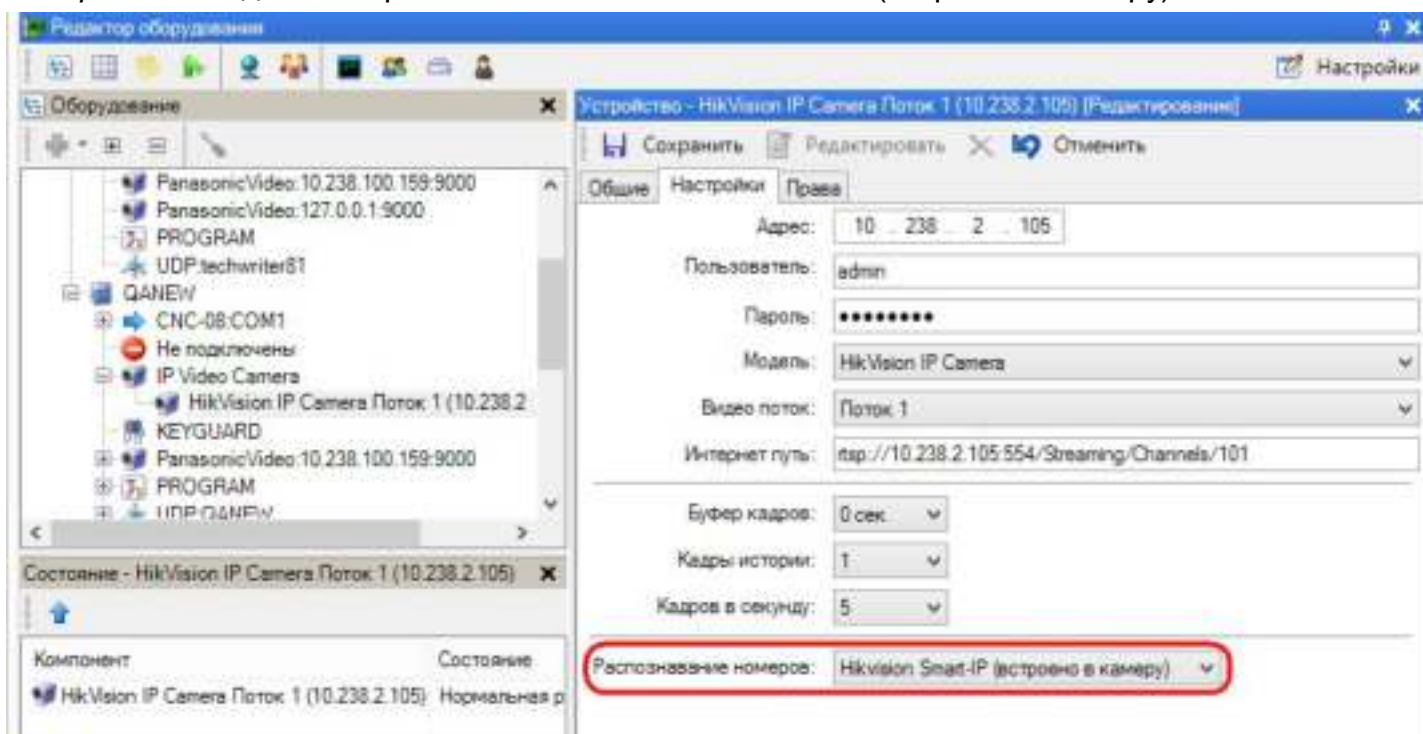 Редактор оборудования
Настройки
Оборудование
Устройство - HikVision IP Camera Поток 1 (10.238.2.105) [Редактирование]
Сохранить Редактировать Отменить
PanasonicVideo:10.238.100.159:9000
PanasonicVideo:127.0.0.1:9000
PROGRAM
UDP:techwriter81
QANEW
CNC-08:COM1
Не подключены
IP Video Camera
HikVision IP Camera Поток 1 (10.238.2
KEYGUARD
PanasonicVideo:10.238.100.159:9000
PROGRAM
UDP:QANEW
Общие Настройки Права
Адрес: 10 . 238 . 2 . 105
Пользователь: admin
Пароль: ●●●●●●●●
Модель: HikVision IP Camera
Видео поток: Поток 1
Интернет путь: rtsp://10.238.2.105:554/Streaming/Channels/101
Буфер кадров: 0 сек.
Кадры истории: 1
Кадров в секунду: 5
Распознавание номеров: Hikvision Smart-IP (встроено в камеру)
Состояние - HikVision IP Camera Поток 1 (10.238.2.105)
Компонент Состояние
HikVision IP Camera Поток 1 (10.238.2.105) Нормальная р